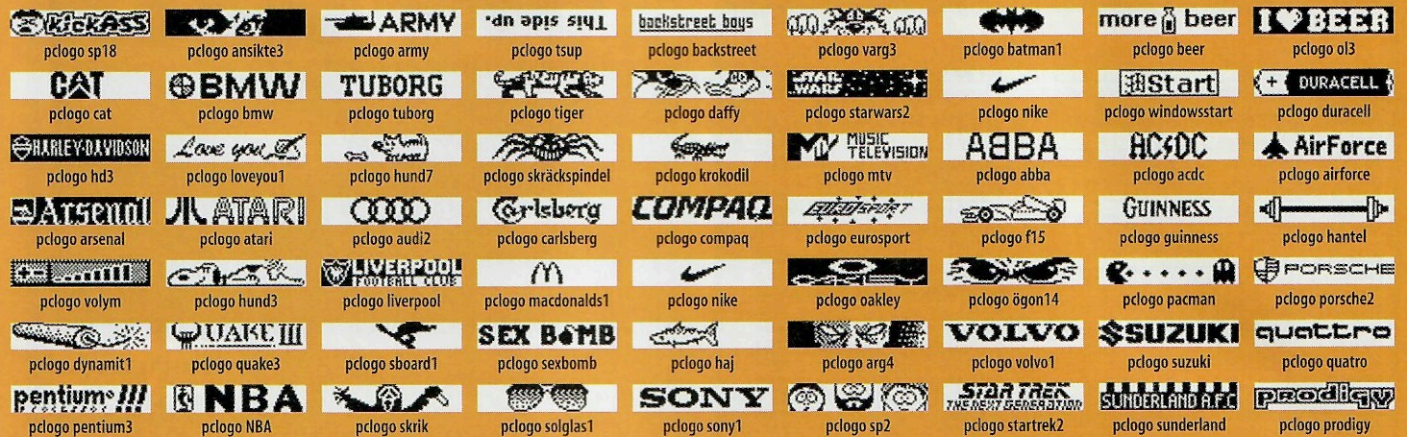 KICKASS ARMY This side up. backstreet boys more beer I BEER
pclogo sp18 pclogo ansikte3 pclogo army pclogo tsup pclogo backstreet pclogo varg3 pclogo batman1 pclogo beer pclogo ol3
CAT BMW TUBORG STAR WARS Start + DURACELL
pclogo cat pclogo bmw pclogo tuborg pclogo tiger pclogo daffy pclogo starwars2 pclogo nike pclogo windowsstart pclogo duracell
HARLEY-DAVIDSON Love you MTV MUSIC TELEVISION ABBA AC/DC AirForce
pclogo hd3 pclogo loveyou1 pclogo hund7 pclogo skräckspindel pclogo krokodil pclogo mtv pclogo abba pclogo acdc pclogo airforce
Arsenal ATARI Carlsberg COMPAQ EUROSPORT GUINNESS
pclogo arsenal pclogo atari pclogo audi2 pclogo carlsberg pclogo compaq pclogo eurosport pclogo f15 pclogo guinness pclogo hantel
LIVERPOOL FOOTBALL CLUB PORSCHE
pclogo volym pclogo hund3 pclogo liverpool pclogo macdonalds1 pclogo nike pclogo oakley pclogo ögon14 pclogo pacman pclogo porsche2
QUAKE III SEX BOMB VOLVO SUZUKI quattro
pclogo dynamit1 pclogo quake3 pclogo sboard1 pclogo sexbomb pclogo haj pclogo arg4 pclogo volvo1 pclogo suzuki pclogo quatro
pentium III processor NBA SONY STAR TREK THE NEXT GENERATION SUNDERLAND A.F.C PRODIGY
pclogo pentium3 pclogo NBA pclogo skrik pclogo solglas1 pclogo sony1 pclogo sp2 pclogo startrek2 pclogo sunderland pclogo prodigy